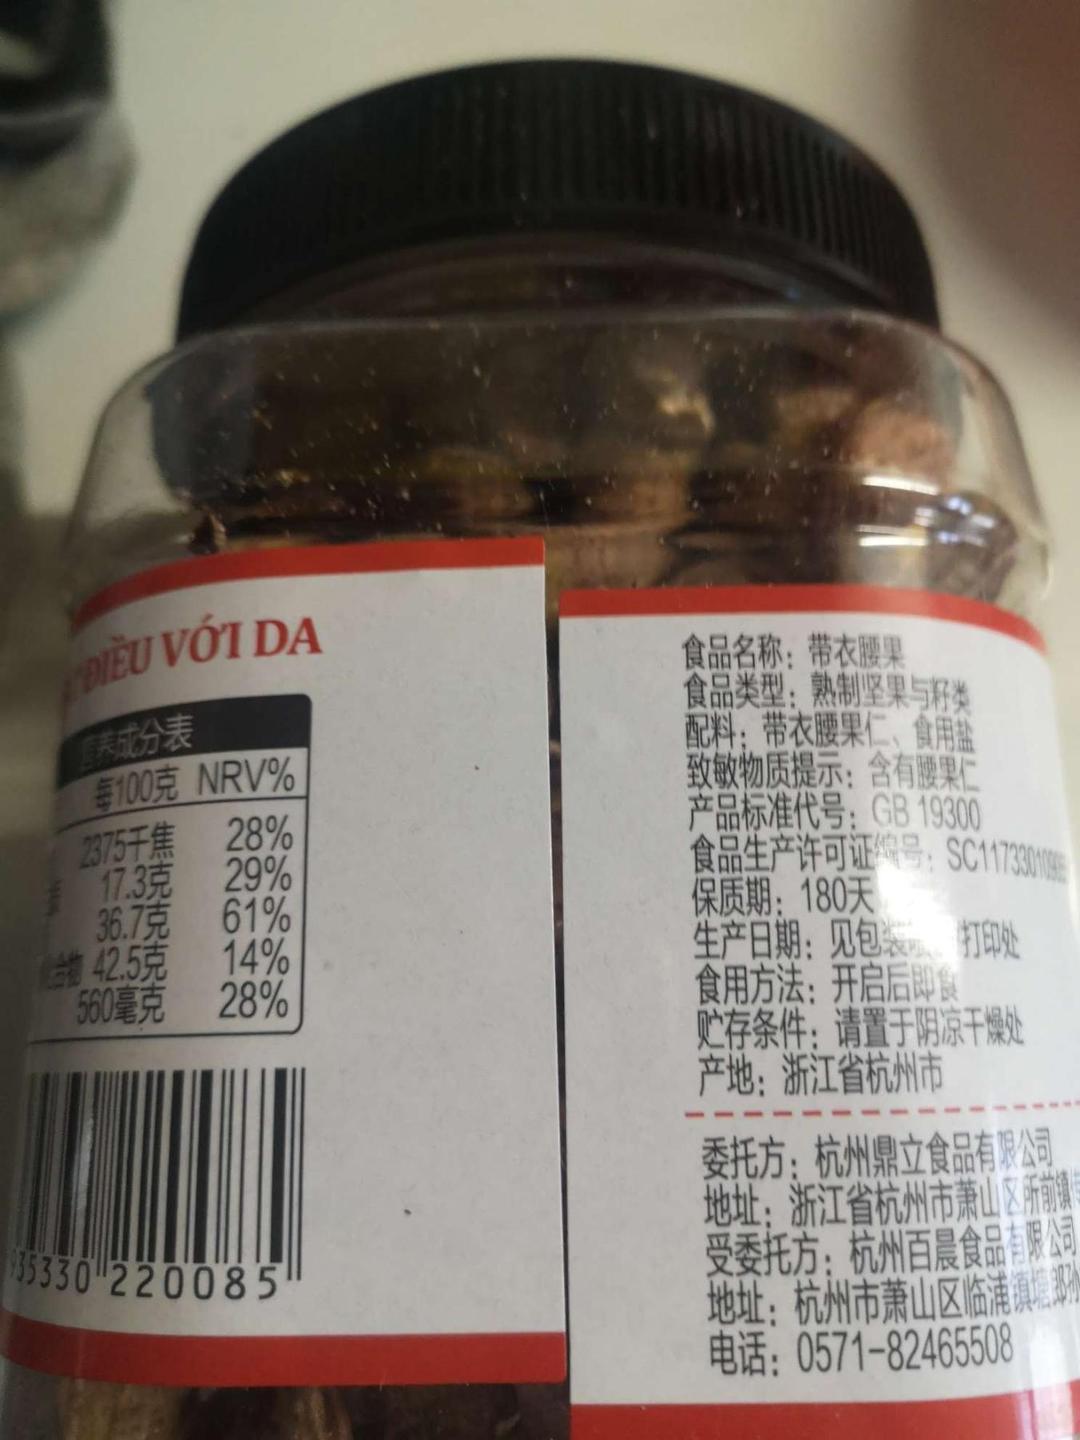 ĐIỀU VỚI DA
营养成分表
每100克 NRV%
2375千焦 28%
17.3克 29%
36.7克 61%
合物 42.5克 14%
560毫克 28%
35330 220085
食品名称：带衣腰果
食品类型：熟制坚果与籽类
配料：带衣腰果仁、食用盐
致敏物质提示：含有腰果仁
产品标准代号：GB 19300
食品生产许可证编号：
保质期：180天
生产日期：见包装 打印处
食用方法：开启后即食
贮存条件：请置于阴凉干燥处
产地：浙江省杭州市
委托方：杭州鼎立食品有限公司
地址：浙江省杭州市萧山区所前镇
受委托方：杭州百晨食品有限公司
地址：杭州市萧山区临浦镇塘郎孙
电话：0571-82465508